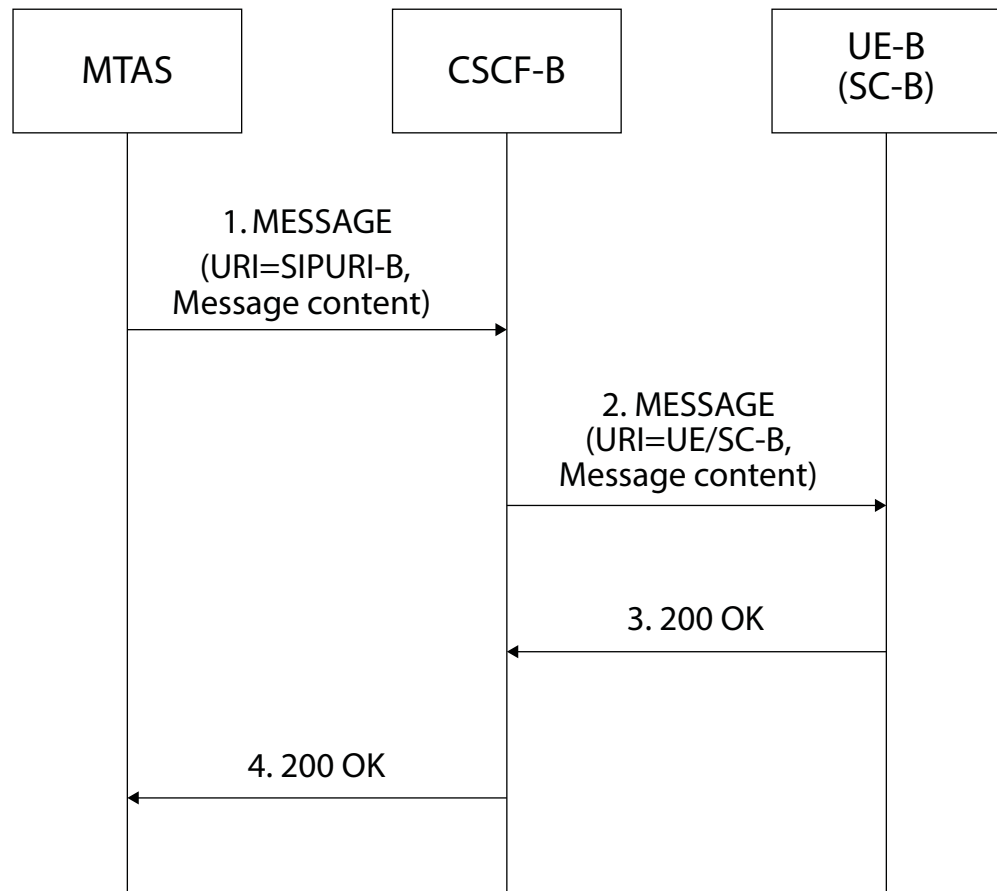 MTAS
CSCF-B
UE-B
(SC-B)
1. MESSAGE
(URI=SIPURI-B,
Message content)
2. MESSAGE
(URI=UE/SC-B,
Message content)
3. 200 OK
4. 200 OK